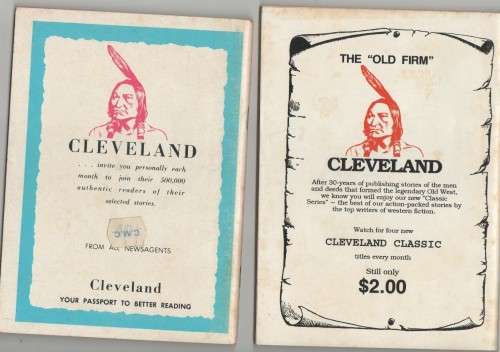 CLEVELAND
. . . invite you personally each
month to join their 500,000
authentic readers of their
selected stories.
CMC
FROM ALL NEWSAGENTS
Cleveland
YOUR PASSPORT TO BETTER READING
THE "OLD FIRM"
CLEVELAND
After 30-years of publishing stories of the men
and deeds that formed the legendary Old West,
we know you will enjoy our new "Classic
Series" — the best of our action-packed stories by
the top writers of western fiction.
Watch for four new
CLEVELAND CLASSIC
titles every month
Still only
$2.00